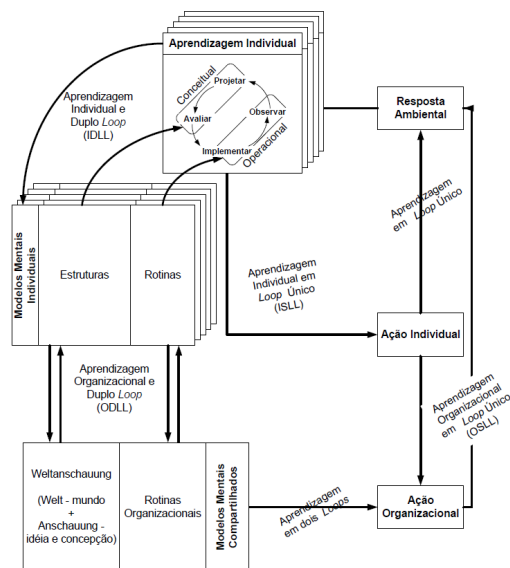 Aprendizagem Individual
Conceitual
Projetar
Avaliar
Observar
Implementar
Operacional
Aprendizagem
Individual e
Duplo Loop
(IDLL)
Resposta
Ambiental
Aprendizagem
em Loop Único
Modelos Mentais
Individuais
Estruturas
Rotinas
Aprendizagem
Individual em
Loop Único
(ISLL)
Ação Individual
Aprendizagem
Organizacional e
Duplo Loop
(ODLL)
Aprendizagem
Organizacional
em Loop Único
(OSLL)
Weltanschauung
(Welt - mundo
+
Anschauung -
idéia e concepção)
Rotinas
Organizacionais
Modelos Mentais
Compartilhados
Aprendizagem
em dois Loops
Ação
Organizacional